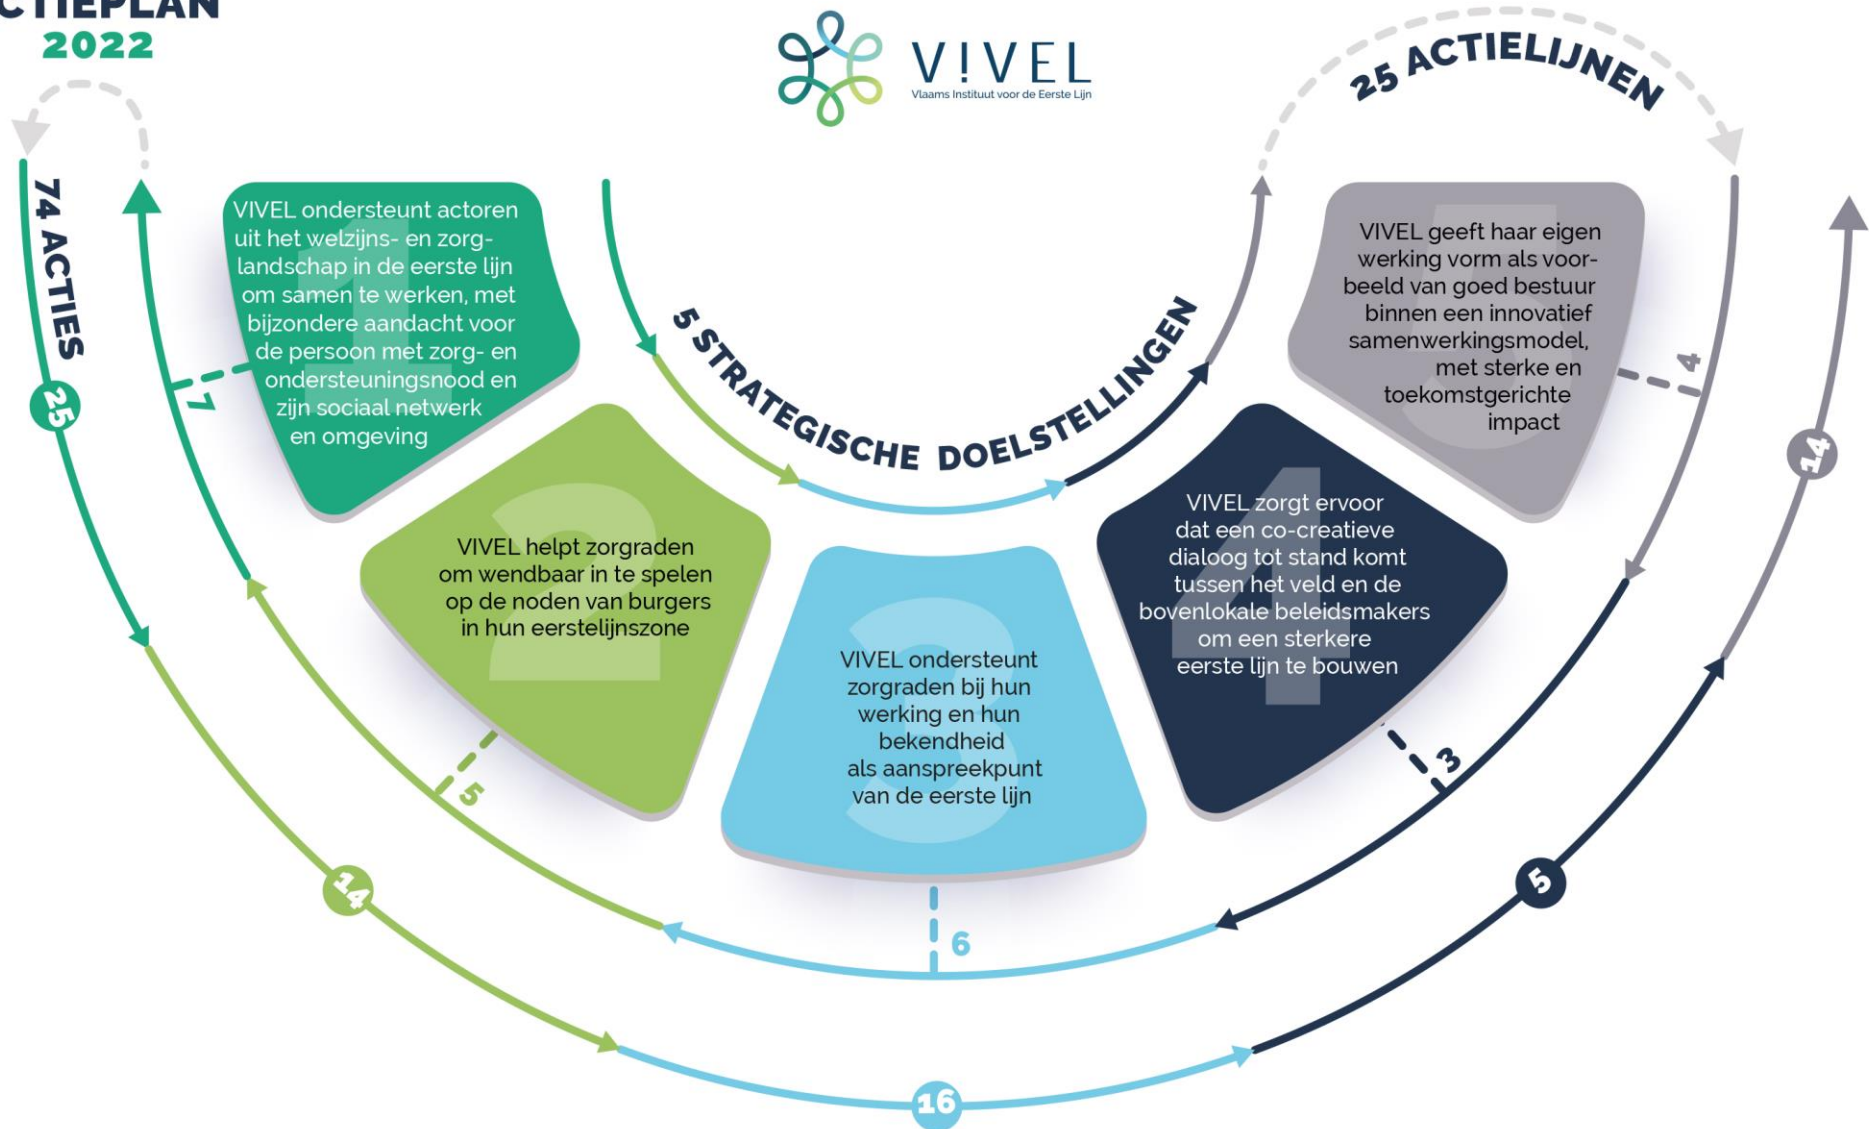 CTIEPLAN
2022
V!VEL
Vlaams Instituut voor de Eerste Lijn
25 ACTIELIJNEN
74 ACTIES
5 STRATEGISCHE DOELSTELLINGEN
1
VIVEL ondersteunt actoren
uit het welzijns- en zorg-
landschap in de eerste lijn
om samen te werken, met
bijzondere aandacht voor
de persoon met zorg- en
ondersteuningsnood en
zijn sociaal netwerk
en omgeving
2
VIVEL helpt zorgraden
om wendbaar in te spelen
op de noden van burgers
in hun eerstelijnszone
3
VIVEL ondersteunt
zorgraden bij hun
werking en hun
bekendheid
als aanspreekpunt
van de eerste lijn
4
VIVEL zorgt ervoor
dat een co-creatieve
dialoog tot stand komt
tussen het veld en de
bovenlokale beleidsmakers
om een sterkere
eerste lijn te bouwen
5
VIVEL geeft haar eigen
werking vorm als voor-
beeld van goed bestuur
binnen een innovatief
samenwerkingsmodel,
met sterke en
toekomstgerichte
impact
7
5
6
3
4
25
14
16
5
14